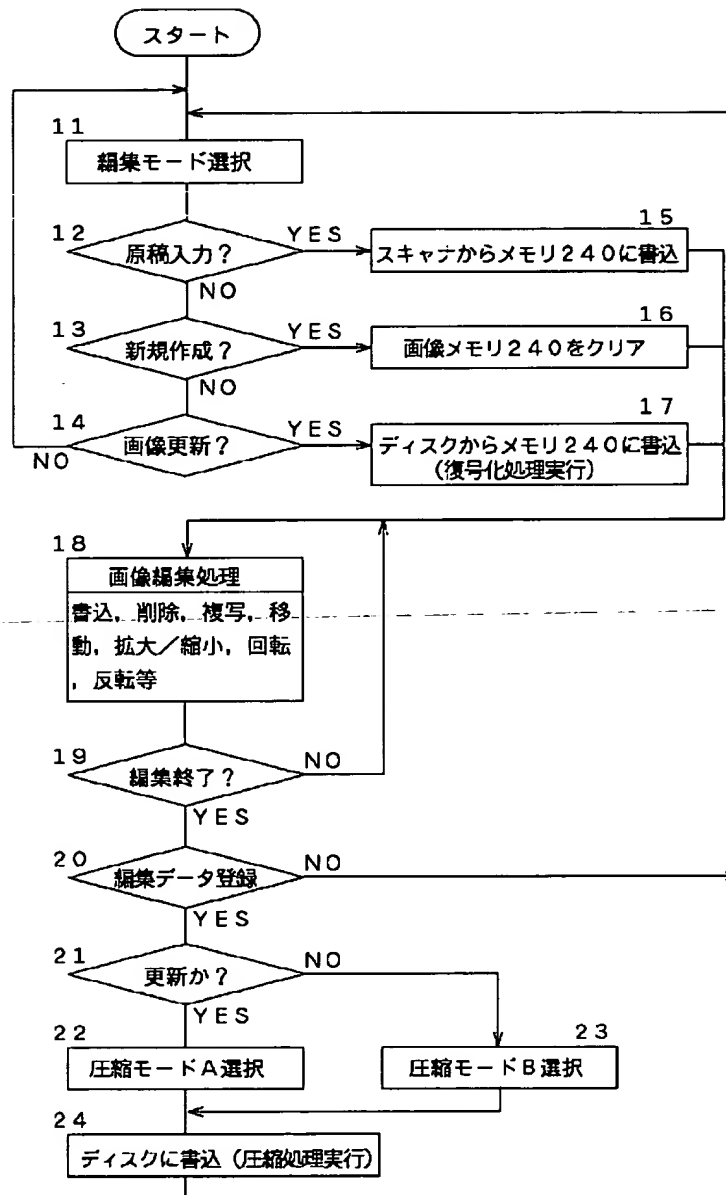 スタート
11
編集モード選択
12
原稿入力?
YES
15
スキャナからメモリ240に書込
NO
13
新規作成?
YES
16
画像メモリ240をクリア
NO
14
画像更新?
YES
17
ディスクからメモリ240に書込
(復号化処理実行)
NO
18
画像編集処理
書込,削除,複写,移
動,拡大/縮小,回転
,反転等
19
編集終了?
NO
YES
20
編集データ登録
NO
YES
21
更新か?
NO
YES
22
圧縮モードA選択
23
圧縮モードB選択
24
ディスクに書込(圧縮処理実行)